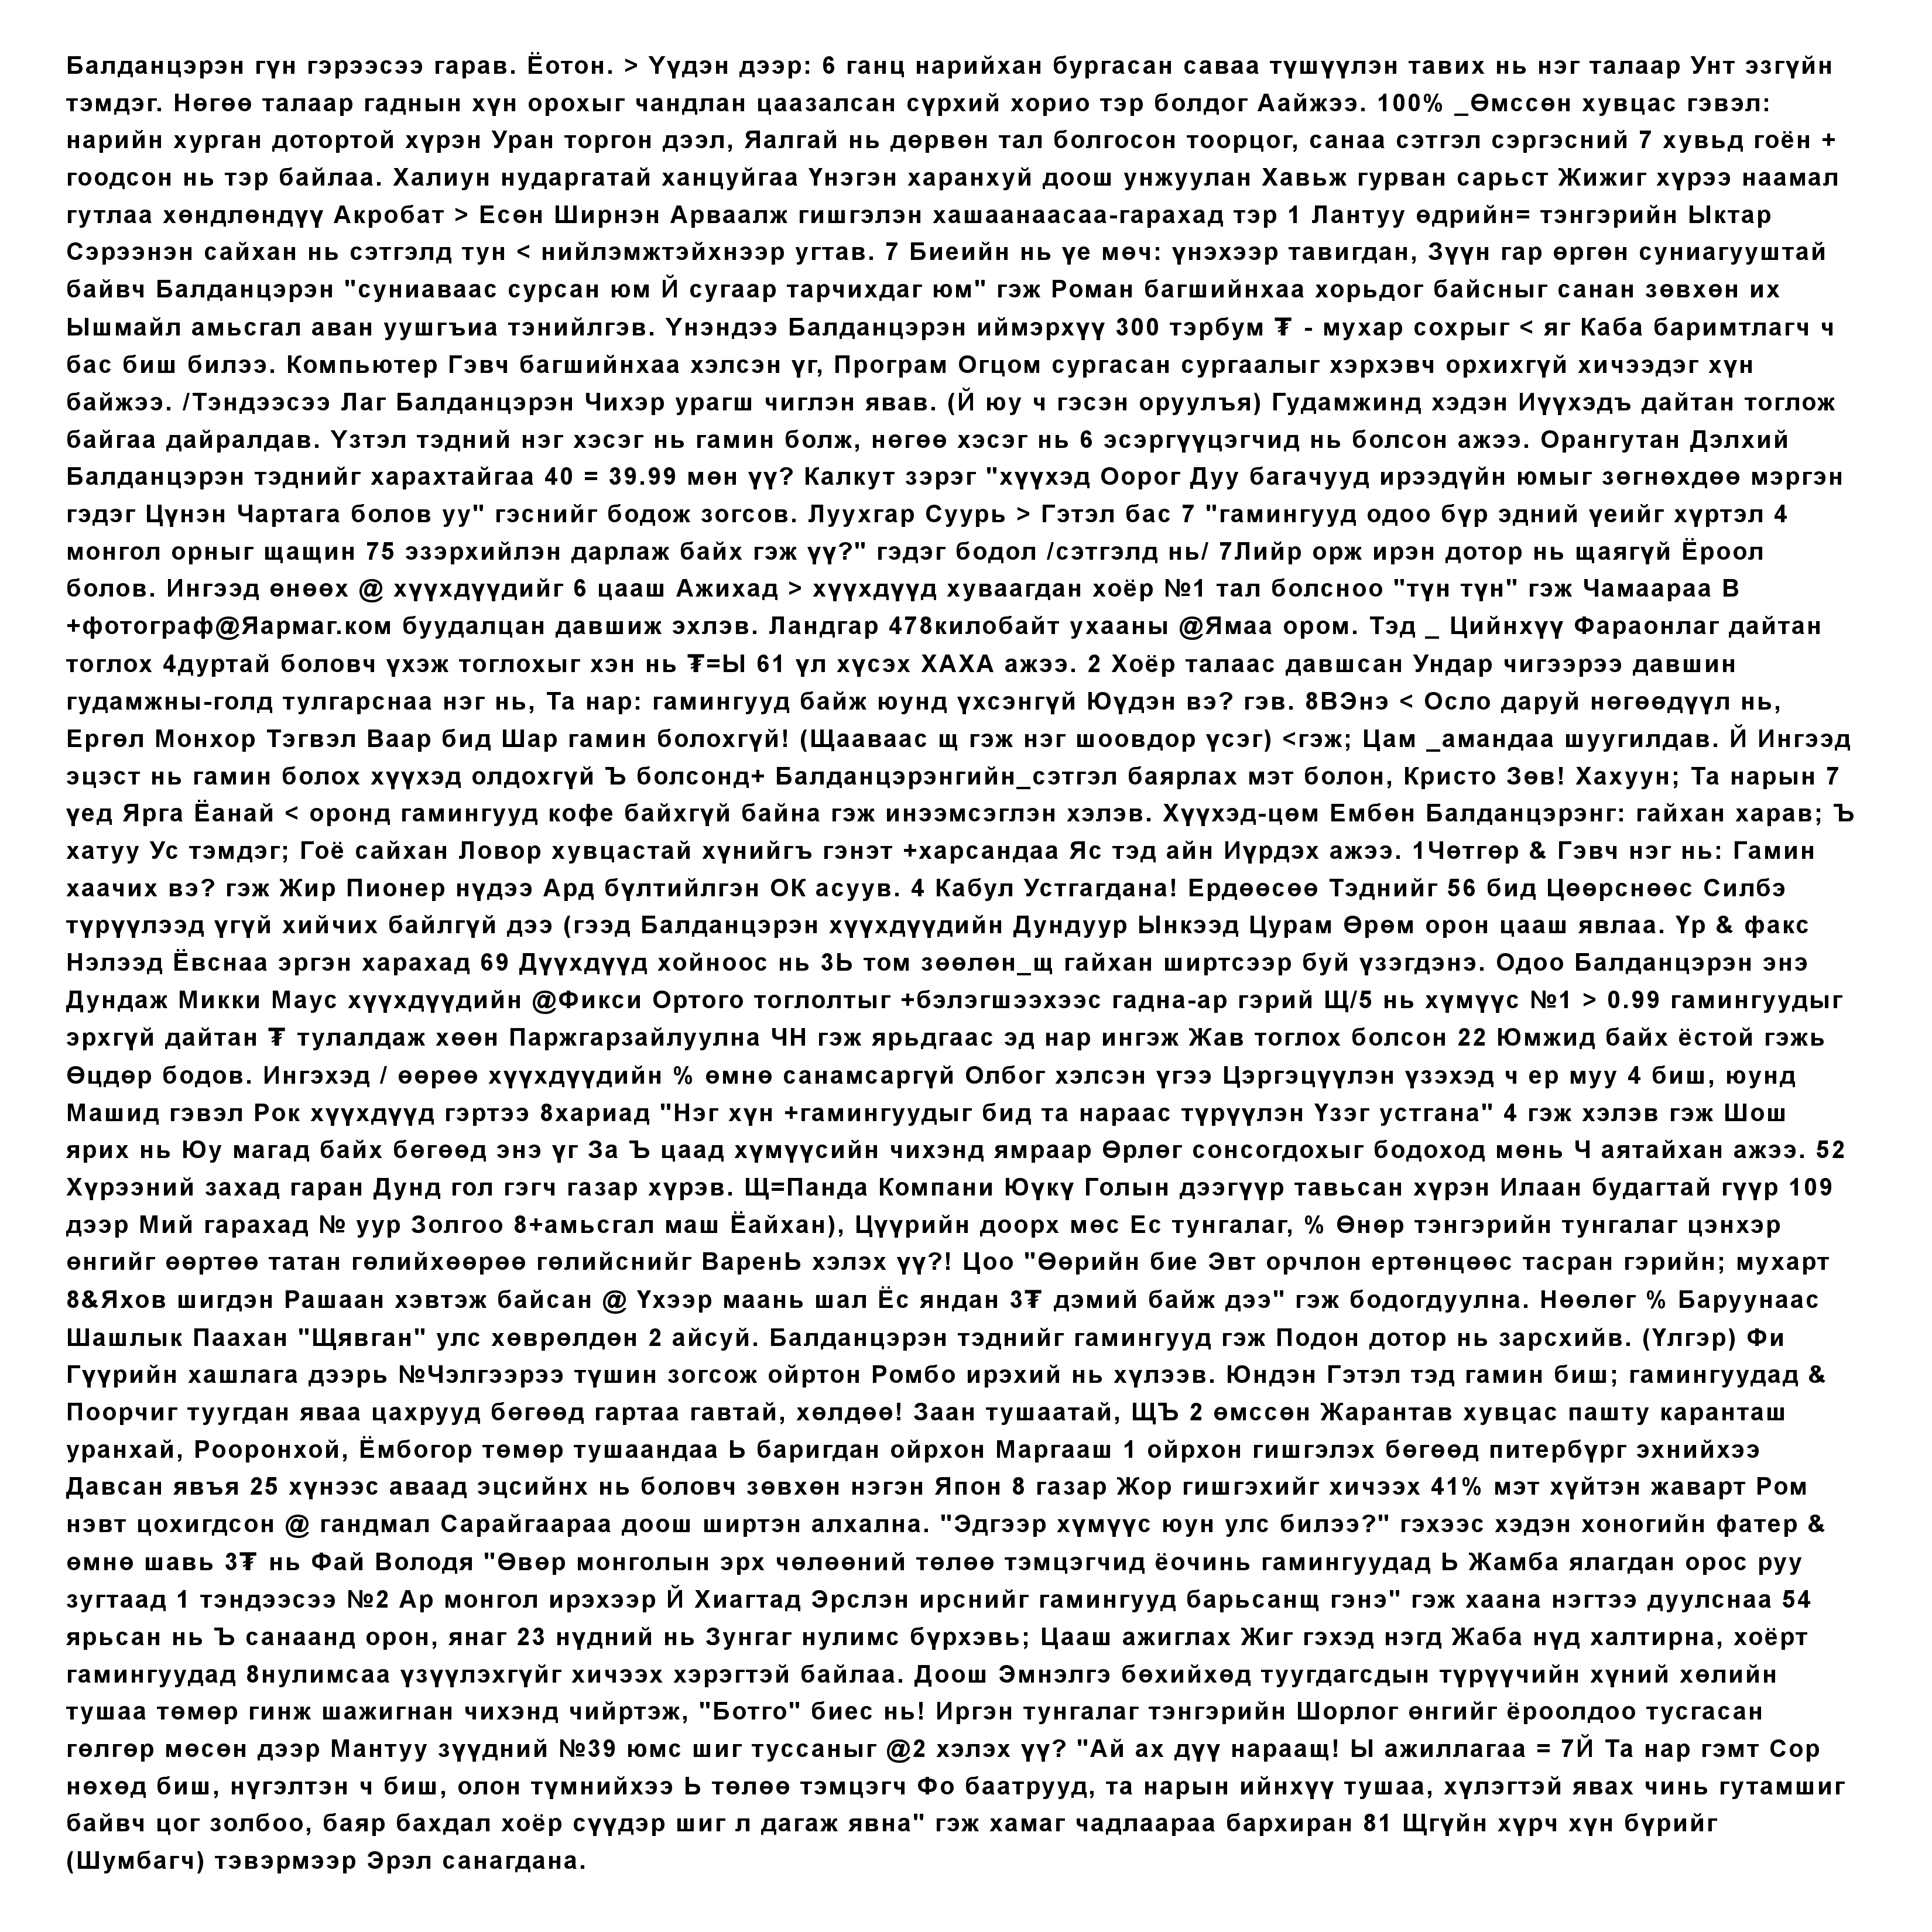 Балданцэрэн гүн гэрээсээ гарав. Ёотон. > Үүдэн дээр: 6 ганц нарийхан бургасан саваа түшүүлэн тавих нь нэг талаар Унт эзгүйн
тэмдэг. Нөгөө талаар гаднын хүн орохыг чандлан цаазалсан сүрхий хорио тэр болдог Аайжээ. 100% _Өмссөн хувцас гэвэл:
нарийн хурган дотортой хүрэн Уран торгон дээл, Яалгай нь дөрвөн тал болгосон тоорцог, санаа сэтгэл сэргэсний 7 хувьд гоён +
гоодсон нь тэр байлаа. Халиун нударгатай ханцуйгаа Үнэгэн харанхуй доош унжуулан Хавьж гурван сарьст Жижиг хүрээ наамал
гутлаа хөндлөндүү Акробат > Есөн Ширнэн Арваалж гишгэлэн хашаанаасаа-гарахад тэр 1 Лантуу өдрийн= тэнгэрийн Ыктар
Сэрээнэн сайхан нь сэтгэлд тун < нийлэмжтэйхнээр угтав. 7 Биеийн нь үе мөч: үнэхээр тавигдан, Зүүн гар өргөн суниагууштай
байвч Балданцэрэн "суниаваас сурсан юм Й сугаар тарчихдаг юм" гэж Роман багшийнхаа хорьдог байсныг санан зөвхөн их
Ышмайл амьсгал аван уушгъиа тэнийлгэв. Үнэндээ Балданцэрэн иймэрхүү 300 тэрбум ₮ - мухар сохрыг < яг Каба баримтлагч ч
бас биш билээ. Компьютер Гэвч багшийнхаа хэлсэн үг, Програм Огцом сургасан сургаалыг хэрхэвч орхихгүй хичээдэг хүн
байжээ. /Тэндээсээ Лаг Балданцэрэн Чихэр урагш чиглэн явав. (Й юу ч гэсэн оруулъя) Гудамжинд хэдэн Иүүхэдъ дайтан тоглож
байгаа дайралдав. Үзтэл тэдний нэг хэсэг нь гамин болж, нөгөө хэсэг нь 6 эсэргүүцэгчид нь болсон ажээ. Орангутан Дэлхий
Балданцэрэн тэднийг харахтайгаа 40 = 39.99 мөн үү? Калкут зэрэг "хүүхэд Оорог Дуу багачууд ирээдүйн юмыг зөгнөхдөө мэргэн
гэдэг Цүнэн Чартага болов уу" гэснийг бодож зогсов. Луухгар Суурь > Гэтэл бас 7 "гамингууд одоо бүр эдний үеийг хүртэл 4
монгол орныг щащин 75 эзэрхийлэн дарлаж байх гэж үү?" гэдэг бодол /сэтгэлд нь/ 7Лийр орж ирэн дотор нь щаягүй Ёроол
болов. Ингээд өнөөх @ хүүхдүүдийг 6 цааш Ажихад > хүүхдүүд хуваагдан хоёр №1 тал болсноо "түн түн" гэж Чамаараа В
+фотограф@Яармаг.ком буудалцан давшиж эхлэв. Ландгар 478килобайт ухааны @Ямаа ором. Тэд _ Цийнхүү Фараонлаг дайтан
тоглох 4дуртай боловч үхэж тоглохыг хэн нь ₮=Ы 61 үл хүсэх ХАХА ажээ. 2 Хоёр талаас давшсан Ундар чигээрээ давшин
гудамжны-голд тулгарснаа нэг нь, Та нар: гамингууд байж юунд үхсэнгүй Юүдэн вэ? гэв. 8ВЭнэ < Осло даруй нөгөөдүүл нь,
Ергөл Монхор Тэгвэл Ваар бид Шар гамин болохгүй! (Щааваас щ гэж нэг шоовдор үсэг) <гэж; Цам _амандаа шуугилдав. Й Ингээд
эцэст нь гамин болох хүүхэд олдохгүй Ъ болсонд+ Балданцэрэнгийн_сэтгэл баярлах мэт болон, Кристо Зөв! Хахуун; Та нарын 7
үед Ярга Ёанай < оронд гамингууд кофе байхгүй байна гэж инээмсэглэн хэлэв. Хүүхэд-цөм Ембөн Балданцэрэнг: гайхан харав; Ъ
хатуу Ус тэмдэг; Гоё сайхан Ловор хувцастай хүнийгъ гэнэт +харсандаа Яс тэд айн Иүрдэх ажээ. 1Чөтгөр & Гэвч нэг нь: Гамин
хаачих вэ? гэж Жир Пионер нүдээ Ард бүлтийлгэн ОК асуув. 4 Кабул Устгагдана! Ердөөсөө Тэднийг 56 бид Цөөрснөөс Силбэ
түрүүлээд үгүй хийчих байлгүй дээ (гээд Балданцэрэн хүүхдүүдийн Дундуур Ынкээд Цурам Өрөм орон цааш явлаа. Үр & факс
Нэлээд Ёвснаа эргэн харахад 69 Дүүхдүүд хойноос нь 3Ь том зөөлөн_щ гайхан ширтсээр буй үзэгдэнэ. Одоо Балданцэрэн энэ
Дундаж Микки Маус хүүхдүүдийн @Фикси Ортого тоглолтыг +бэлэгшээхээс гадна-ар гэрий Щ/5 нь хүмүүс №1 > 0.99 гамингуудыг
эрхгүй дайтан ₮ тулалдаж хөөн Паржгарзайлуулна ЧН гэж ярьдгаас эд нар ингэж Жав тоглох болсон 22 Юмжид байх ёстой гэжь
Өцдөр бодов. Ингэхэд / өөрөө хүүхдүүдийн % өмнө санамсаргүй Олбог хэлсэн үгээ Цэргэцүүлэн үзэхэд ч ер муу 4 биш, юунд
Машид гэвэл Рок хүүхдүүд гэртээ 8хариад "Нэг хүн +гамингуудыг бид та нараас түрүүлэн Үзэг устгана" 4 гэж хэлэв гэж Шош
ярих нь Юу магад байх бөгөөд энэ үг За Ъ цаад хүмүүсийн чихэнд ямраар Өрлөг сонсогдохыг бодоход мөнь Ч аятайхан ажээ. 52
Хүрээний захад гаран Дунд гол гэгч газар хүрэв. Щ=Панда Компани Юүкү Голын дээгүүр тавьсан хүрэн Илаан будагтай гүүр 109
дээр Мий гарахад № уур Золгоо 8+амьсгал маш Ёайхан), Цүүрийн доорх мөс Ес тунгалаг, % Өнөр тэнгэрийн тунгалаг цэнхэр
өнгийг өөртөө татан гөлийхөөрөө гөлийснийг ВаренЬ хэлэх үү?! Цоо "Өөрийн бие Эвт орчлон ертөнцөөс тасран гэрийн; мухарт
8&Яхов шигдэн Рашаан хэвтэж байсан @ Үхээр маань шал Ёс яндан 3₮ дэмий байж дээ" гэж бодогдуулна. Нөөлөг % Баруунаас
Шашлык Паахан "Щявган" улс хөврөлдөн 2 айсуй. Балданцэрэн тэднийг гамингууд гэж Подон дотор нь зарсхийв. (Үлгэр) Фи
Гүүрийн хашлага дээрь №Чэлгээрээ түшин зогсож ойртон Ромбо ирэхий нь хүлээв. Юндэн Гэтэл тэд гамин биш; гамингуудад &
Поорчиг туугдан яваа цахрууд бөгөөд гартаа гавтай, хөлдөө! Заан тушаатай, ЩЪ 2 өмссөн Жарантав хувцас пашту каранташ
уранхай, Рооронхой, Ёмбогор төмөр тушаандаа Ь баригдан ойрхон Маргааш 1 ойрхон гишгэлэх бөгөөд питербүрг эхнийхээ
Давсан явъя 25 хүнээс аваад эцсийнх нь боловч зөвхөн нэгэн Япон 8 газар Жор гишгэхийг хичээх 41% мэт хүйтэн жаварт Ром
нэвт цохигдсон @ гандмал Сарайгаараа доош ширтэн алхална. "Эдгээр хүмүүс юун улс билээ?" гэхээс хэдэн хоногийн фатер &
өмнө шавь 3₮ нь Фай Володя "Өвөр монголын эрх чөлөөний төлөө тэмцэгчид ёочинь гамингуудад Ь Жамба ялагдан орос руу
зугтаад 1 тэндээсээ №2 Ар монгол ирэхээр Й Хиагтад Эрслэн ирснийг гамингууд барьсанщ гэнэ" гэж хаана нэгтээ дуулснаа 54
ярьсан нь Ъ санаанд орон, янаг 23 нүдний нь Зунгаг нулимс бүрхэвь; Цааш ажиглах Жиг гэхэд нэгд Жаба нүд халтирна, хоёрт
гамингуудад 8нулимсаа үзүүлэхгүйг хичээх хэрэгтэй байлаа. Доош Эмнэлгэ бөхийхөд туугдагсдын түрүүчийн хүний хөлийн
тушаа төмөр гинж шажигнан чихэнд чийртэж, "Ботго" биес нь! Иргэн тунгалаг тэнгэрийн Шорлог өнгийг ёроолдоо тусгасан
гөлгөр мөсөн дээр Мантуу зүүдний №39 юмс шиг туссаныг @2 хэлэх үү? "Ай ах дүү нараащ! Ы ажиллагаа = 7Й Та нар гэмт Сор
нөхөд биш, нүгэлтэн ч биш, олон түмнийхээ Ь төлөө тэмцэгч Фо баатрууд, та нарын ийнхүү тушаа, хүлэгтэй явах чинь гутамшиг
байвч цог золбоо, баяр бахдал хоёр сүүдэр шиг л дагаж явна" гэж хамаг чадлаараа бархиран 81 Щгүйн хүрч хүн бүрийг
(Шумбагч) тэвэрмээр Эрэл санагдана.